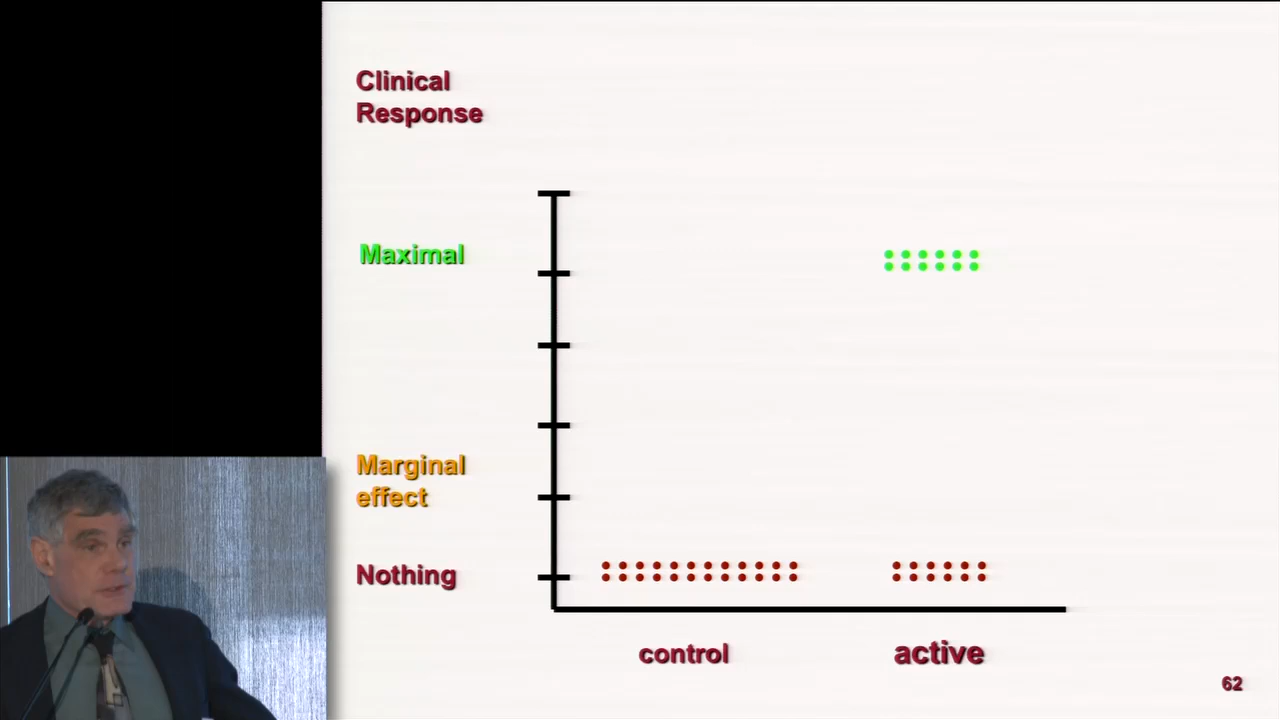 Clinical
Response
Maximal
Marginal
effect
Nothing
control
active
62